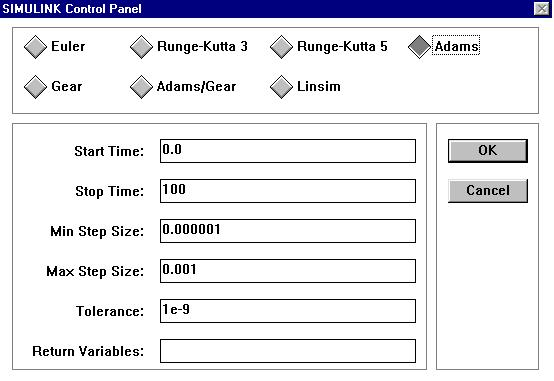 SIMULINK Control Panel
Euler Runge-Kutta 3 Runge-Kutta 5 Adams
Gear Adams/Gear Linsim
Start Time: 0.0
Stop Time: 100
Min Step Size: 0.000001
Max Step Size: 0.001
Tolerance: 1e-9
Return Variables:
OK
Cancel